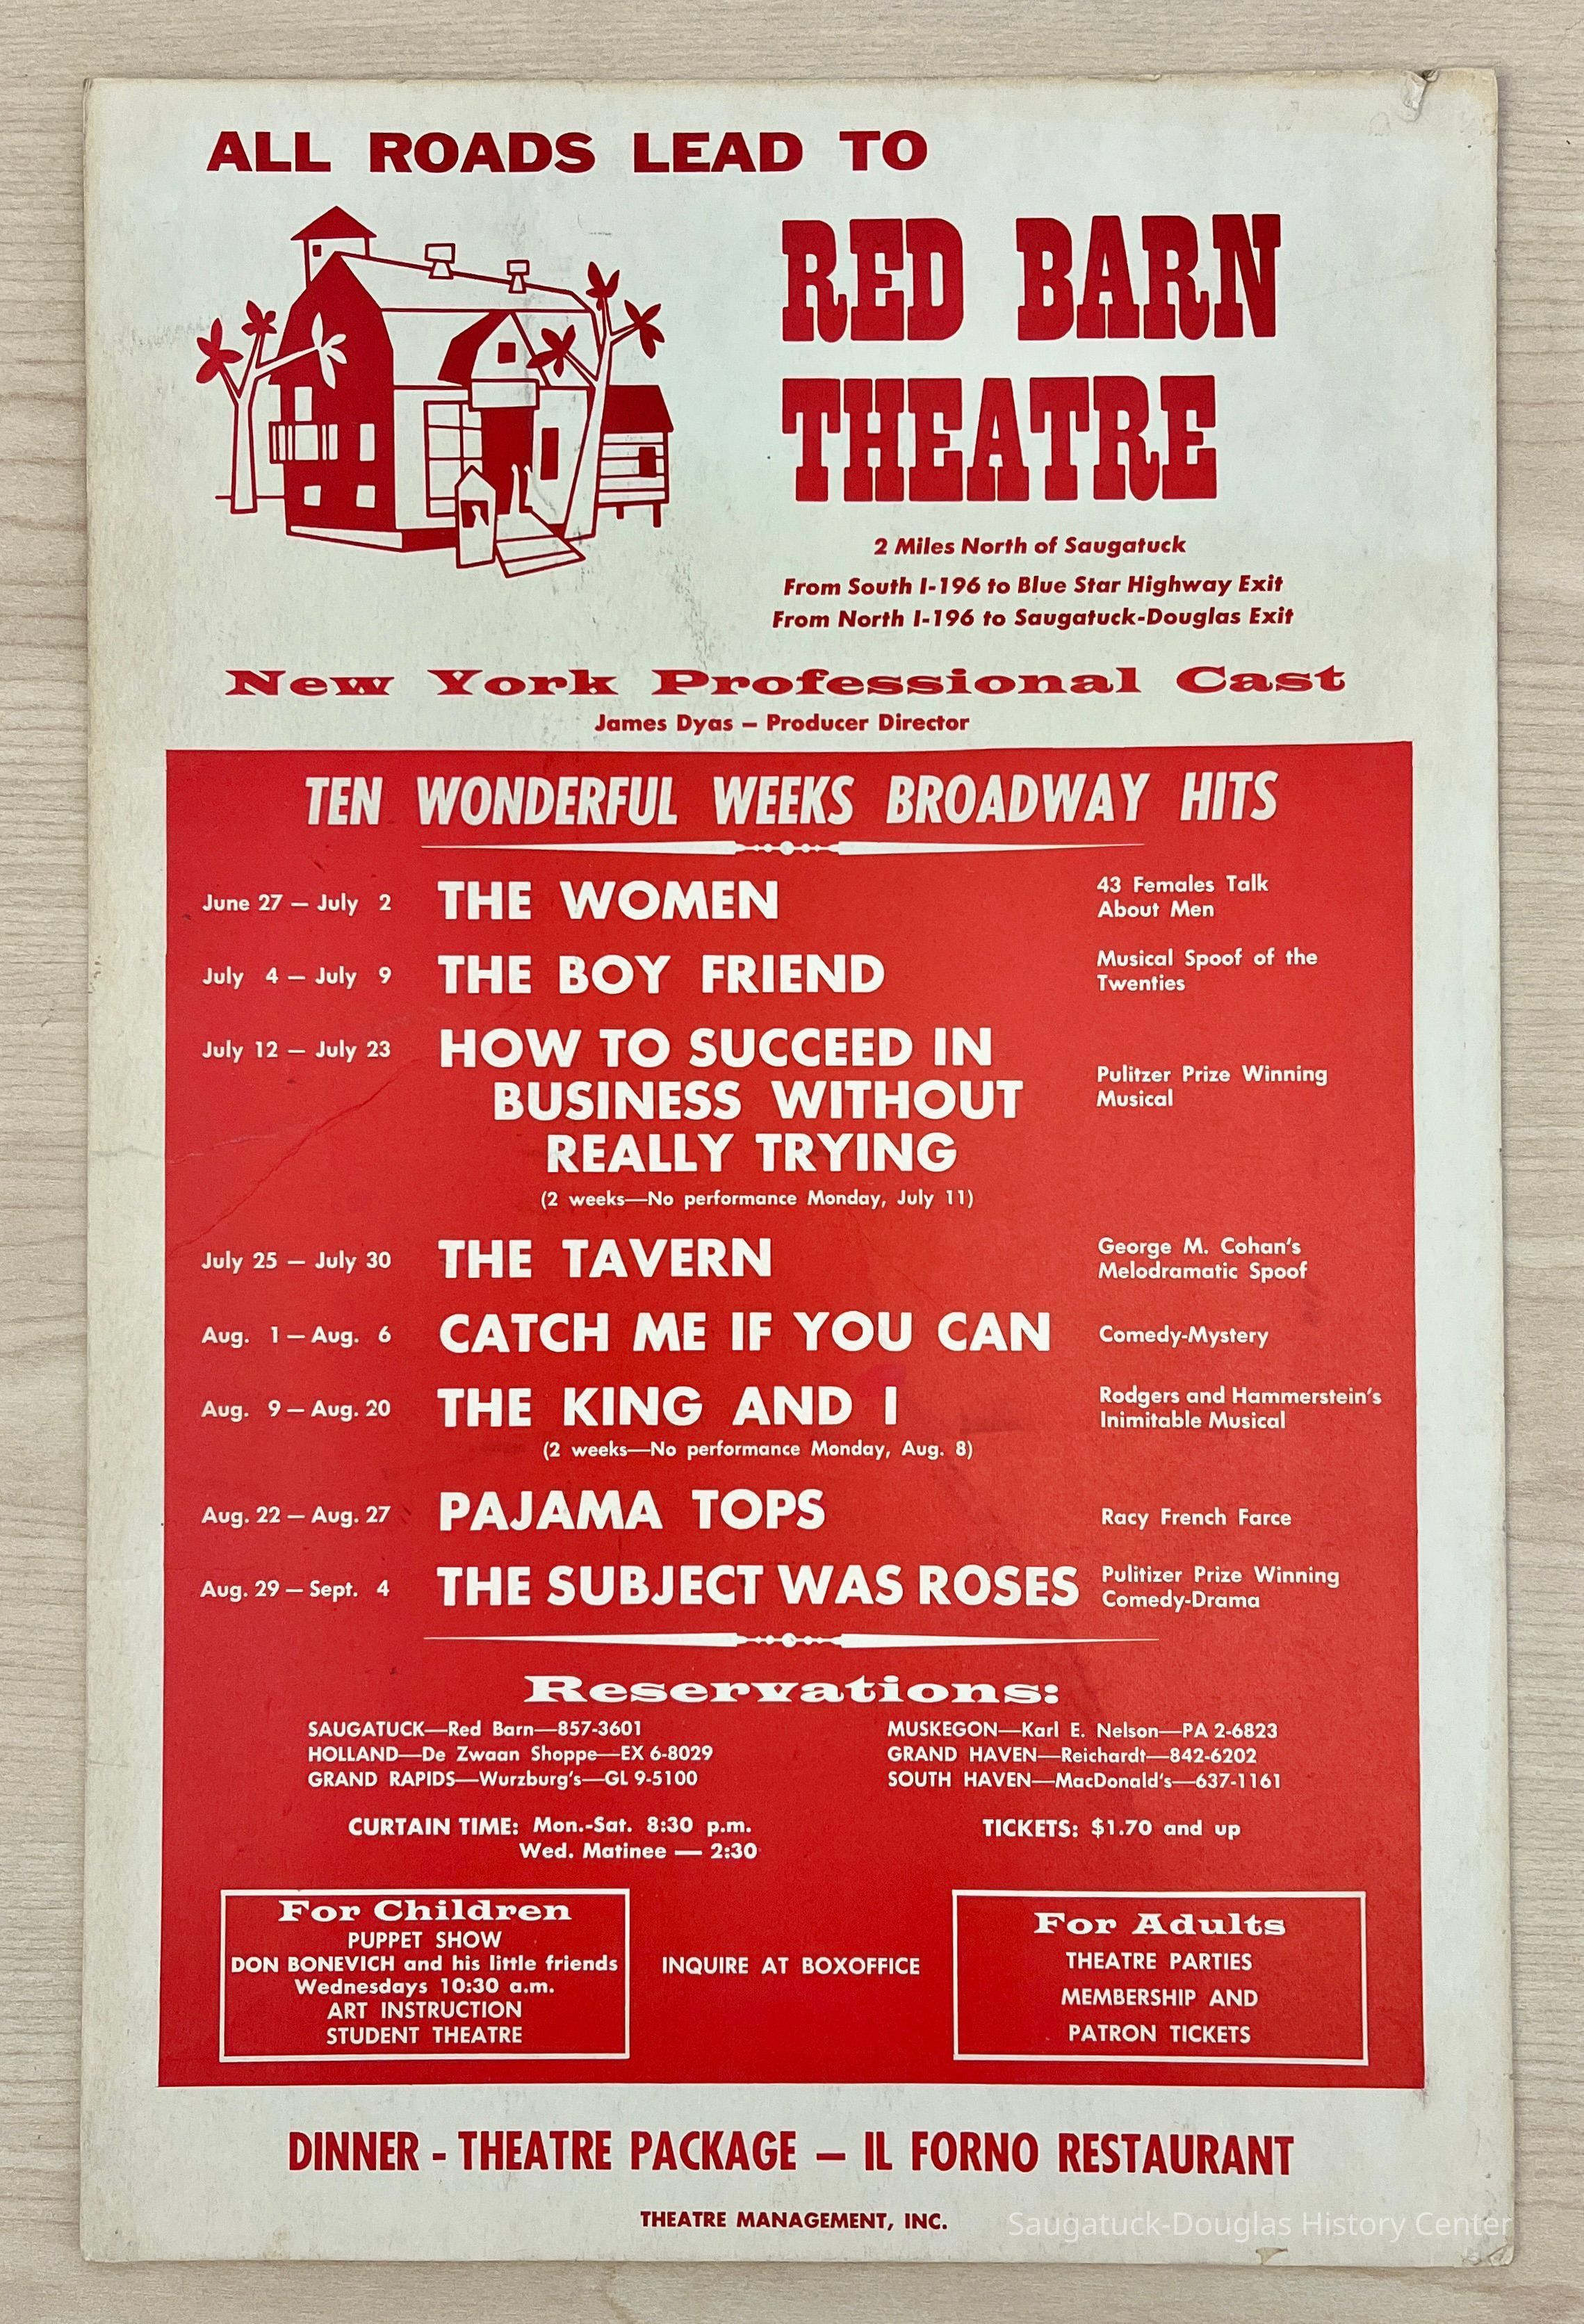 ALL ROADS LEAD TO
RED BARN
THEATRE
2 Miles North of Saugatuck
From South I-196 to Blue Star Highway Exit
From North I-196 to Saugatuck-Douglas Exit
New York Professional Cast
James Dyas – Producer Director
TEN WONDERFUL WEEKS BROADWAY HITS
June 27 — July 2 THE WOMEN 43 Females Talk
About Men
July 4 — July 9 THE BOY FRIEND Musical Spoof of the
Twenties
July 12 — July 23 HOW TO SUCCEED IN
BUSINESS WITHOUT
REALLY TRYING
Pulitzer Prize Winning
Musical
(2 weeks—No performance Monday, July 11)
July 25 — July 30 THE TAVERN George M. Cohan's
Melodramatic Spoof
Aug. 1 — Aug. 6 CATCH ME IF YOU CAN Comedy-Mystery
Aug. 9 — Aug. 20 THE KING AND I Rodgers and Hammerstein's
Inimitable Musical
(2 weeks—No performance Monday, Aug. 8)
Aug. 22 — Aug. 27 PAJAMA TOPS Racy French Farce
Aug. 29 — Sept. 4 THE SUBJECT WAS ROSES Pulitizer Prize Winning
Comedy-Drama
Reservations:
SAUGATUCK—Red Barn—857-3601
HOLLAND—De Zwaan Shoppe—EX 6-8029
GRAND RAPIDS—Wurzburg's—GL 9-5100
MUSKEGON—Karl E. Nelson—PA 2-6823
GRAND HAVEN—Reichardt—842-6202
SOUTH HAVEN—MacDonald's—637-1161
CURTAIN TIME: Mon.-Sat. 8:30 p.m.
Wed. Matinee — 2:30
TICKETS: $1.70 and up
For Children
PUPPET SHOW
DON BONEVICH and his little friends
Wednesdays 10:30 a.m.
ART INSTRUCTION
STUDENT THEATRE
INQUIRE AT BOXOFFICE
For Adults
THEATRE PARTIES
MEMBERSHIP AND
PATRON TICKETS
DINNER - THEATRE PACKAGE — IL FORNO RESTAURANT
THEATRE MANAGEMENT, INC.
Saugatuck-Douglas History Center